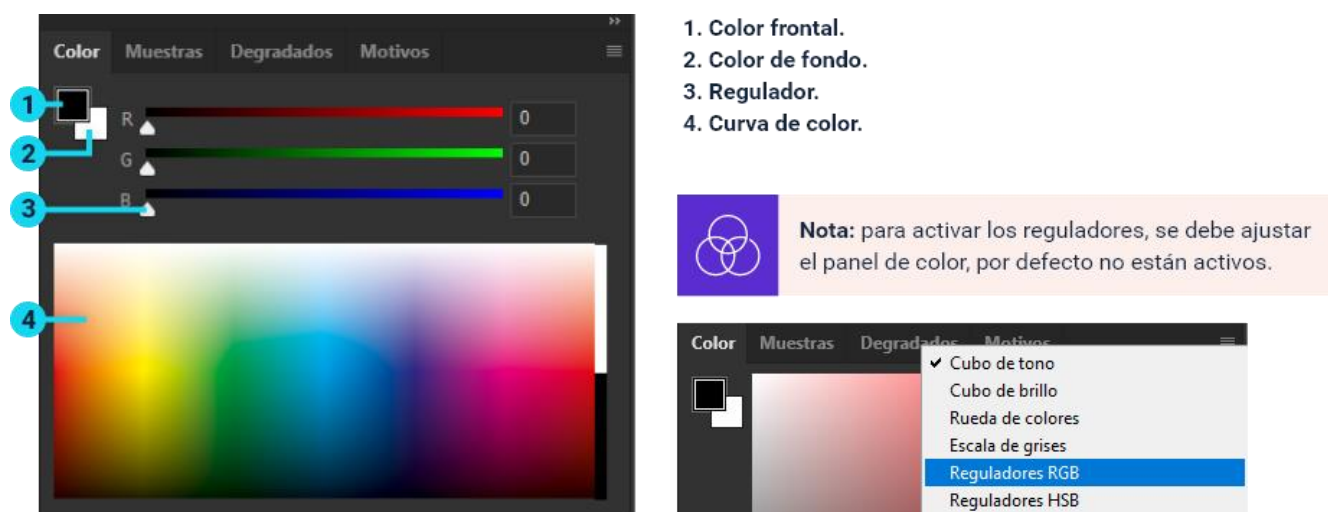 Color Muestras Degradados Motivos
1
2
3
4
R 0
G 0
B 0
1. Color frontal.
2. Color de fondo.
3. Regulador.
4. Curva de color.
Nota: para activar los reguladores, se debe ajustar
el panel de color, por defecto no están activos.
Color Muestras Degradados Motivos
✓ Cubo de tono
Cubo de brillo
Rueda de colores
Escala de grises
Reguladores RGB
Reguladores HSB